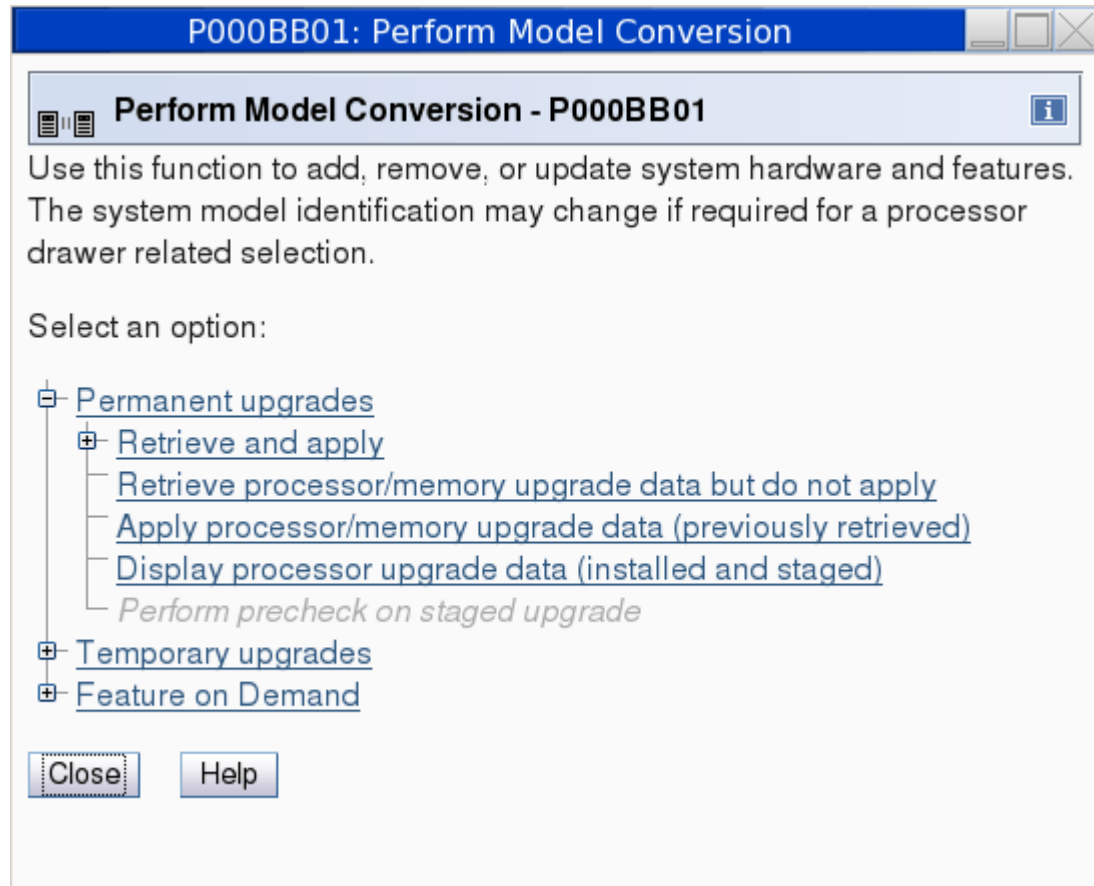 P000BB01: Perform Model Conversion
Perform Model Conversion - P000BB01
i
Use this function to add, remove, or update system hardware and features.
The system model identification may change if required for a processor
drawer related selection.
Select an option:
Permanent upgrades
Retrieve and apply
Retrieve processor/memory upgrade data but do not apply
Apply processor/memory upgrade data (previously retrieved)
Display processor upgrade data (installed and staged)
Perform precheck on staged upgrade
Temporary upgrades
Feature on Demand
Close Help